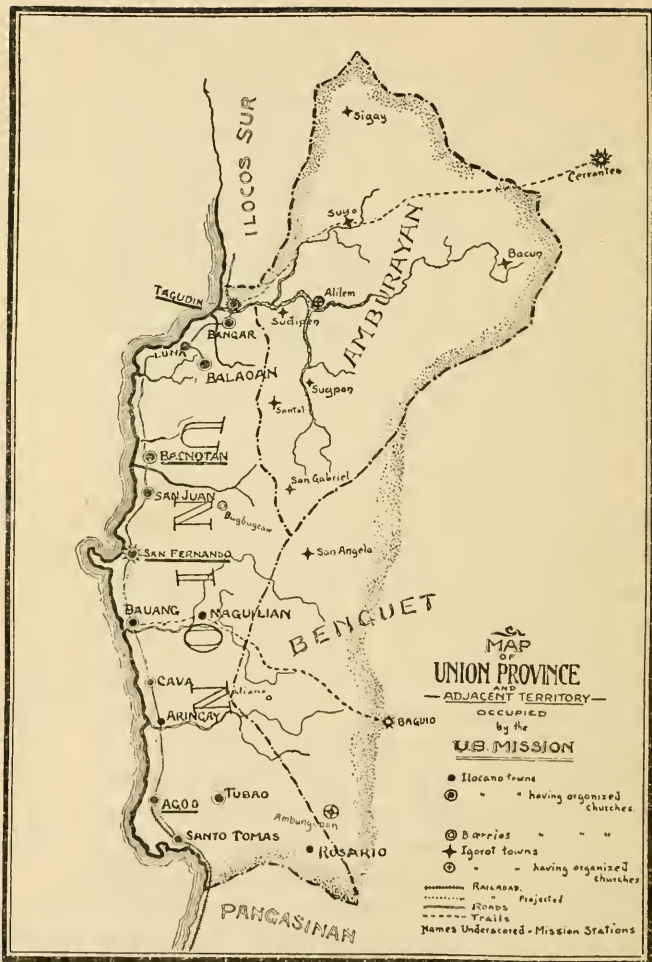 ILOCOS SUR
Sigay
Cervantes
Suyo
AMBURAYAN
Bacun
TAGUDIN
Alilem
BANGAR
Sudipen
LUNA
BALAOAN
Sugpon
Santol
UNION
BACNOTAN
San Gabriel
SAN JUAN
Bugbugcaw
SAN FERNANDO
San Angelo
BAUANG
NAGUILIAN
BENGUET
CAVA
ARINGAY
BAGUIO
AGOO
TUBAO
SANTO TOMAS
ROSARIO
PANGASINAN
MAP
OF
UNION PROVINCE
AND
ADJACENT TERRITORY
OCCUPIED
by the
U.B. MISSION
Ilocano towns
" " having organized
churches.
Barrios " " "
Igorot towns
" " having organized
churches
RAILROAD.
" Projected
ROADS
Trails
Names Underscored - Mission Stations